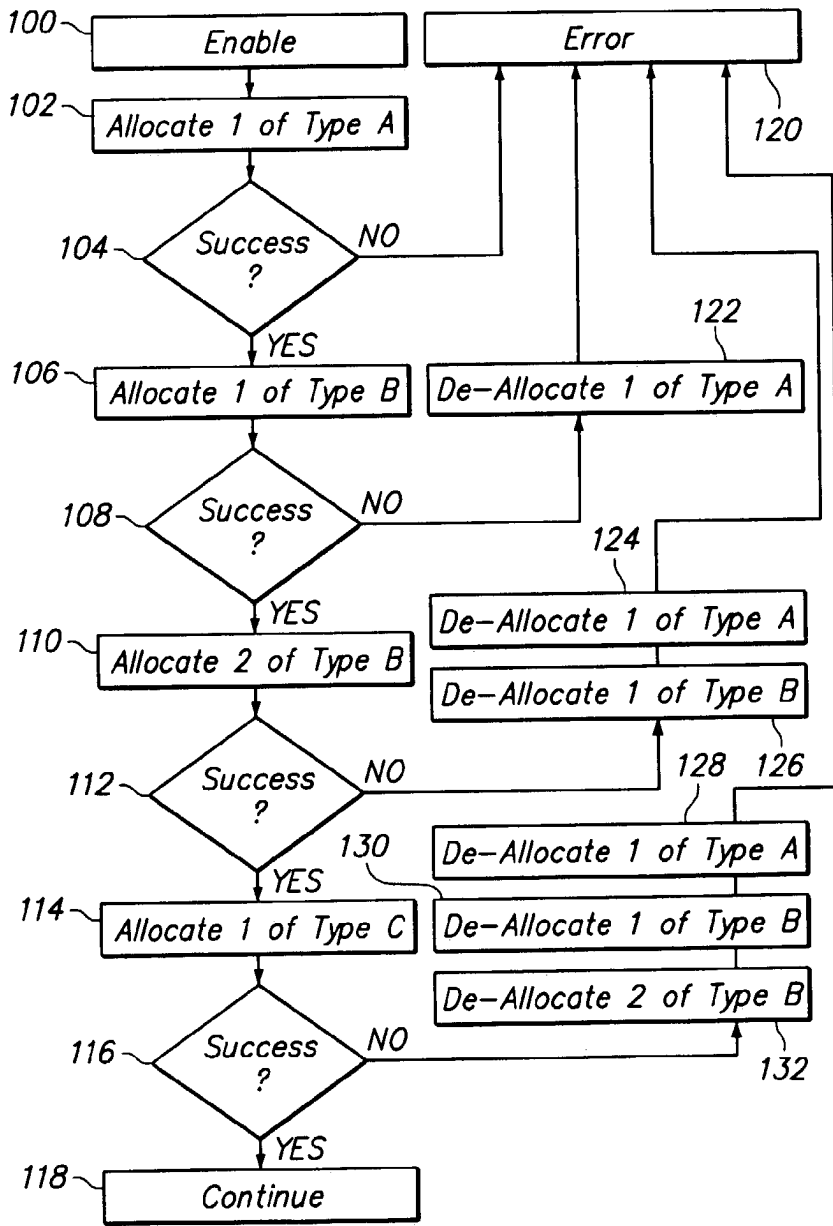 100
Enable
Error
120
102
Allocate 1 of Type A
104
Success
?
NO
YES
122
106
Allocate 1 of Type B
De-Allocate 1 of Type A
108
Success
?
NO
YES
124
110
Allocate 2 of Type B
De-Allocate 1 of Type A
De-Allocate 1 of Type B
126
112
Success
?
NO
YES
128
De-Allocate 1 of Type A
130
114
Allocate 1 of Type C
De-Allocate 1 of Type B
De-Allocate 2 of Type B
132
116
Success
?
NO
YES
118
Continue